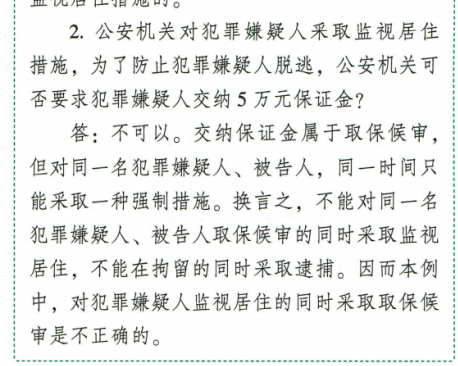 监视居住措施的。
2. 公安机关对犯罪嫌疑人采取监视居住
措施，为了防止犯罪嫌疑人脱逃，公安机关可
否要求犯罪嫌疑人交纳 5 万元保证金？
答：不可以。交纳保证金属于取保候审，
但对同一名犯罪嫌疑人、被告人，同一时间只
能采取一种强制措施。换言之，不能对同一名
犯罪嫌疑人、被告人取保候审的同时采取监视
居住，不能在拘留的同时采取逮捕。因而本例
中，对犯罪嫌疑人监视居住的同时采取取保候
审是不正确的。